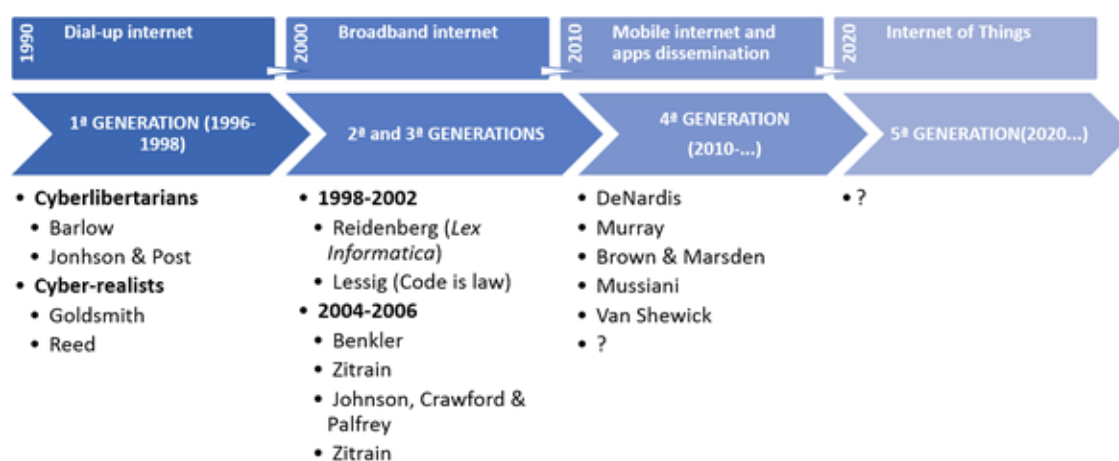 1990
Dial-up internet
2000
Broadband internet
2010
Mobile internet and
apps dissemination
2020
Internet of Things
1ª GENERATION (1996-
1998)
2ª and 3ª GENERATIONS
4ª GENERATION
(2010-...)
5ª GENERATION(2020...)
• Cyberlibertarians
• Barlow
• Jonhson & Post
• Cyber-realists
• Goldsmith
• Reed
• 1998-2002
• Reidenberg (Lex
Informatica)
• Lessig (Code is law)
• 2004-2006
• Benkler
• Zitrain
• Johnson, Crawford &
Palfrey
• Zitrain
• DeNardis
• Murray
• Brown & Marsden
• Mussiani
• Van Shewick
• ?
• ?